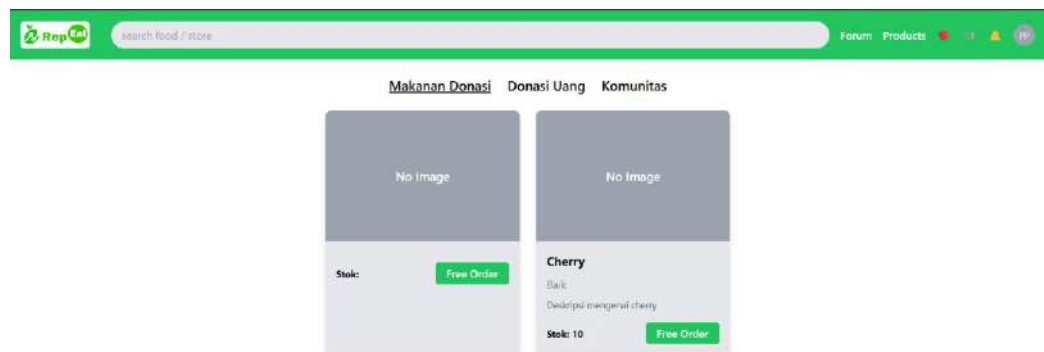 RepEat
search food / store
Forum Products
PP
Makanan Donasi Donasi Uang Komunitas
No Image
Stok:
Free Order
No Image
Cherry
Baik
Deskripsi mengenai cherry
Stok: 10
Free Order